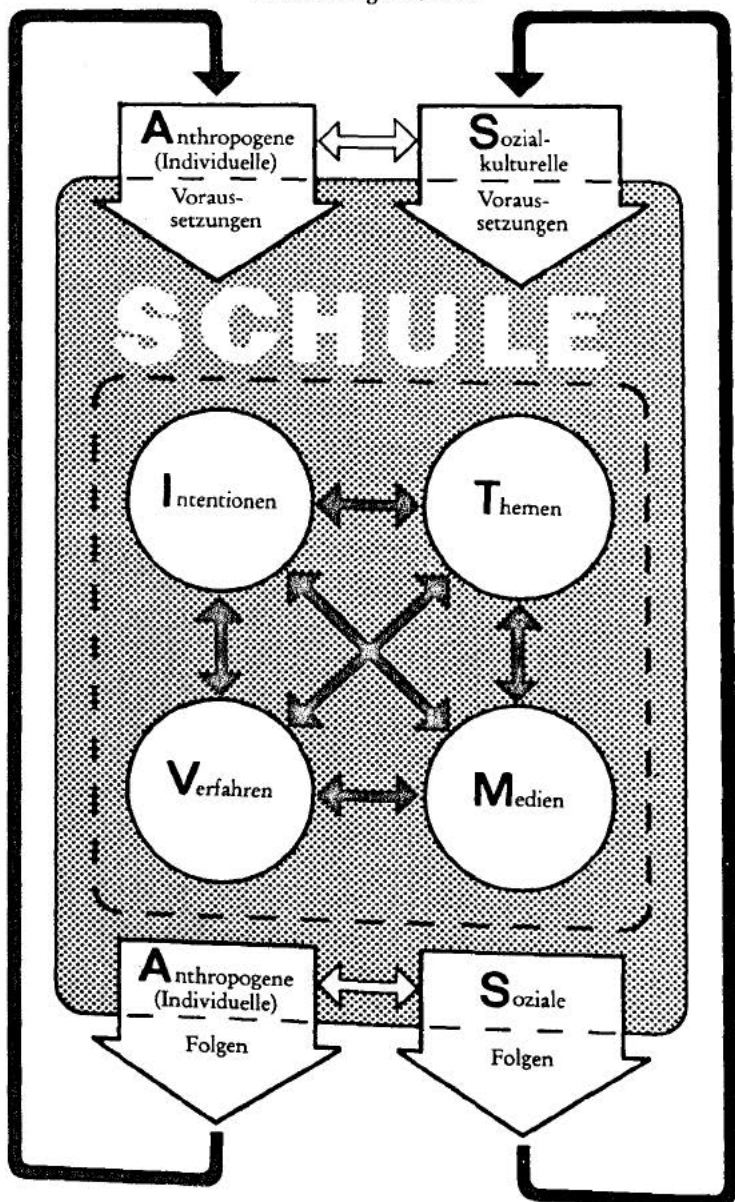 Anthropogene
(Individuelle)
Voraus-
setzungen
Sozial-
kulturelle
Voraus-
setzungen
SCHULE
Intentionen
Themen
Verfahren
Medien
Anthropogene
(Individuelle)
Folgen
Soziale
Folgen